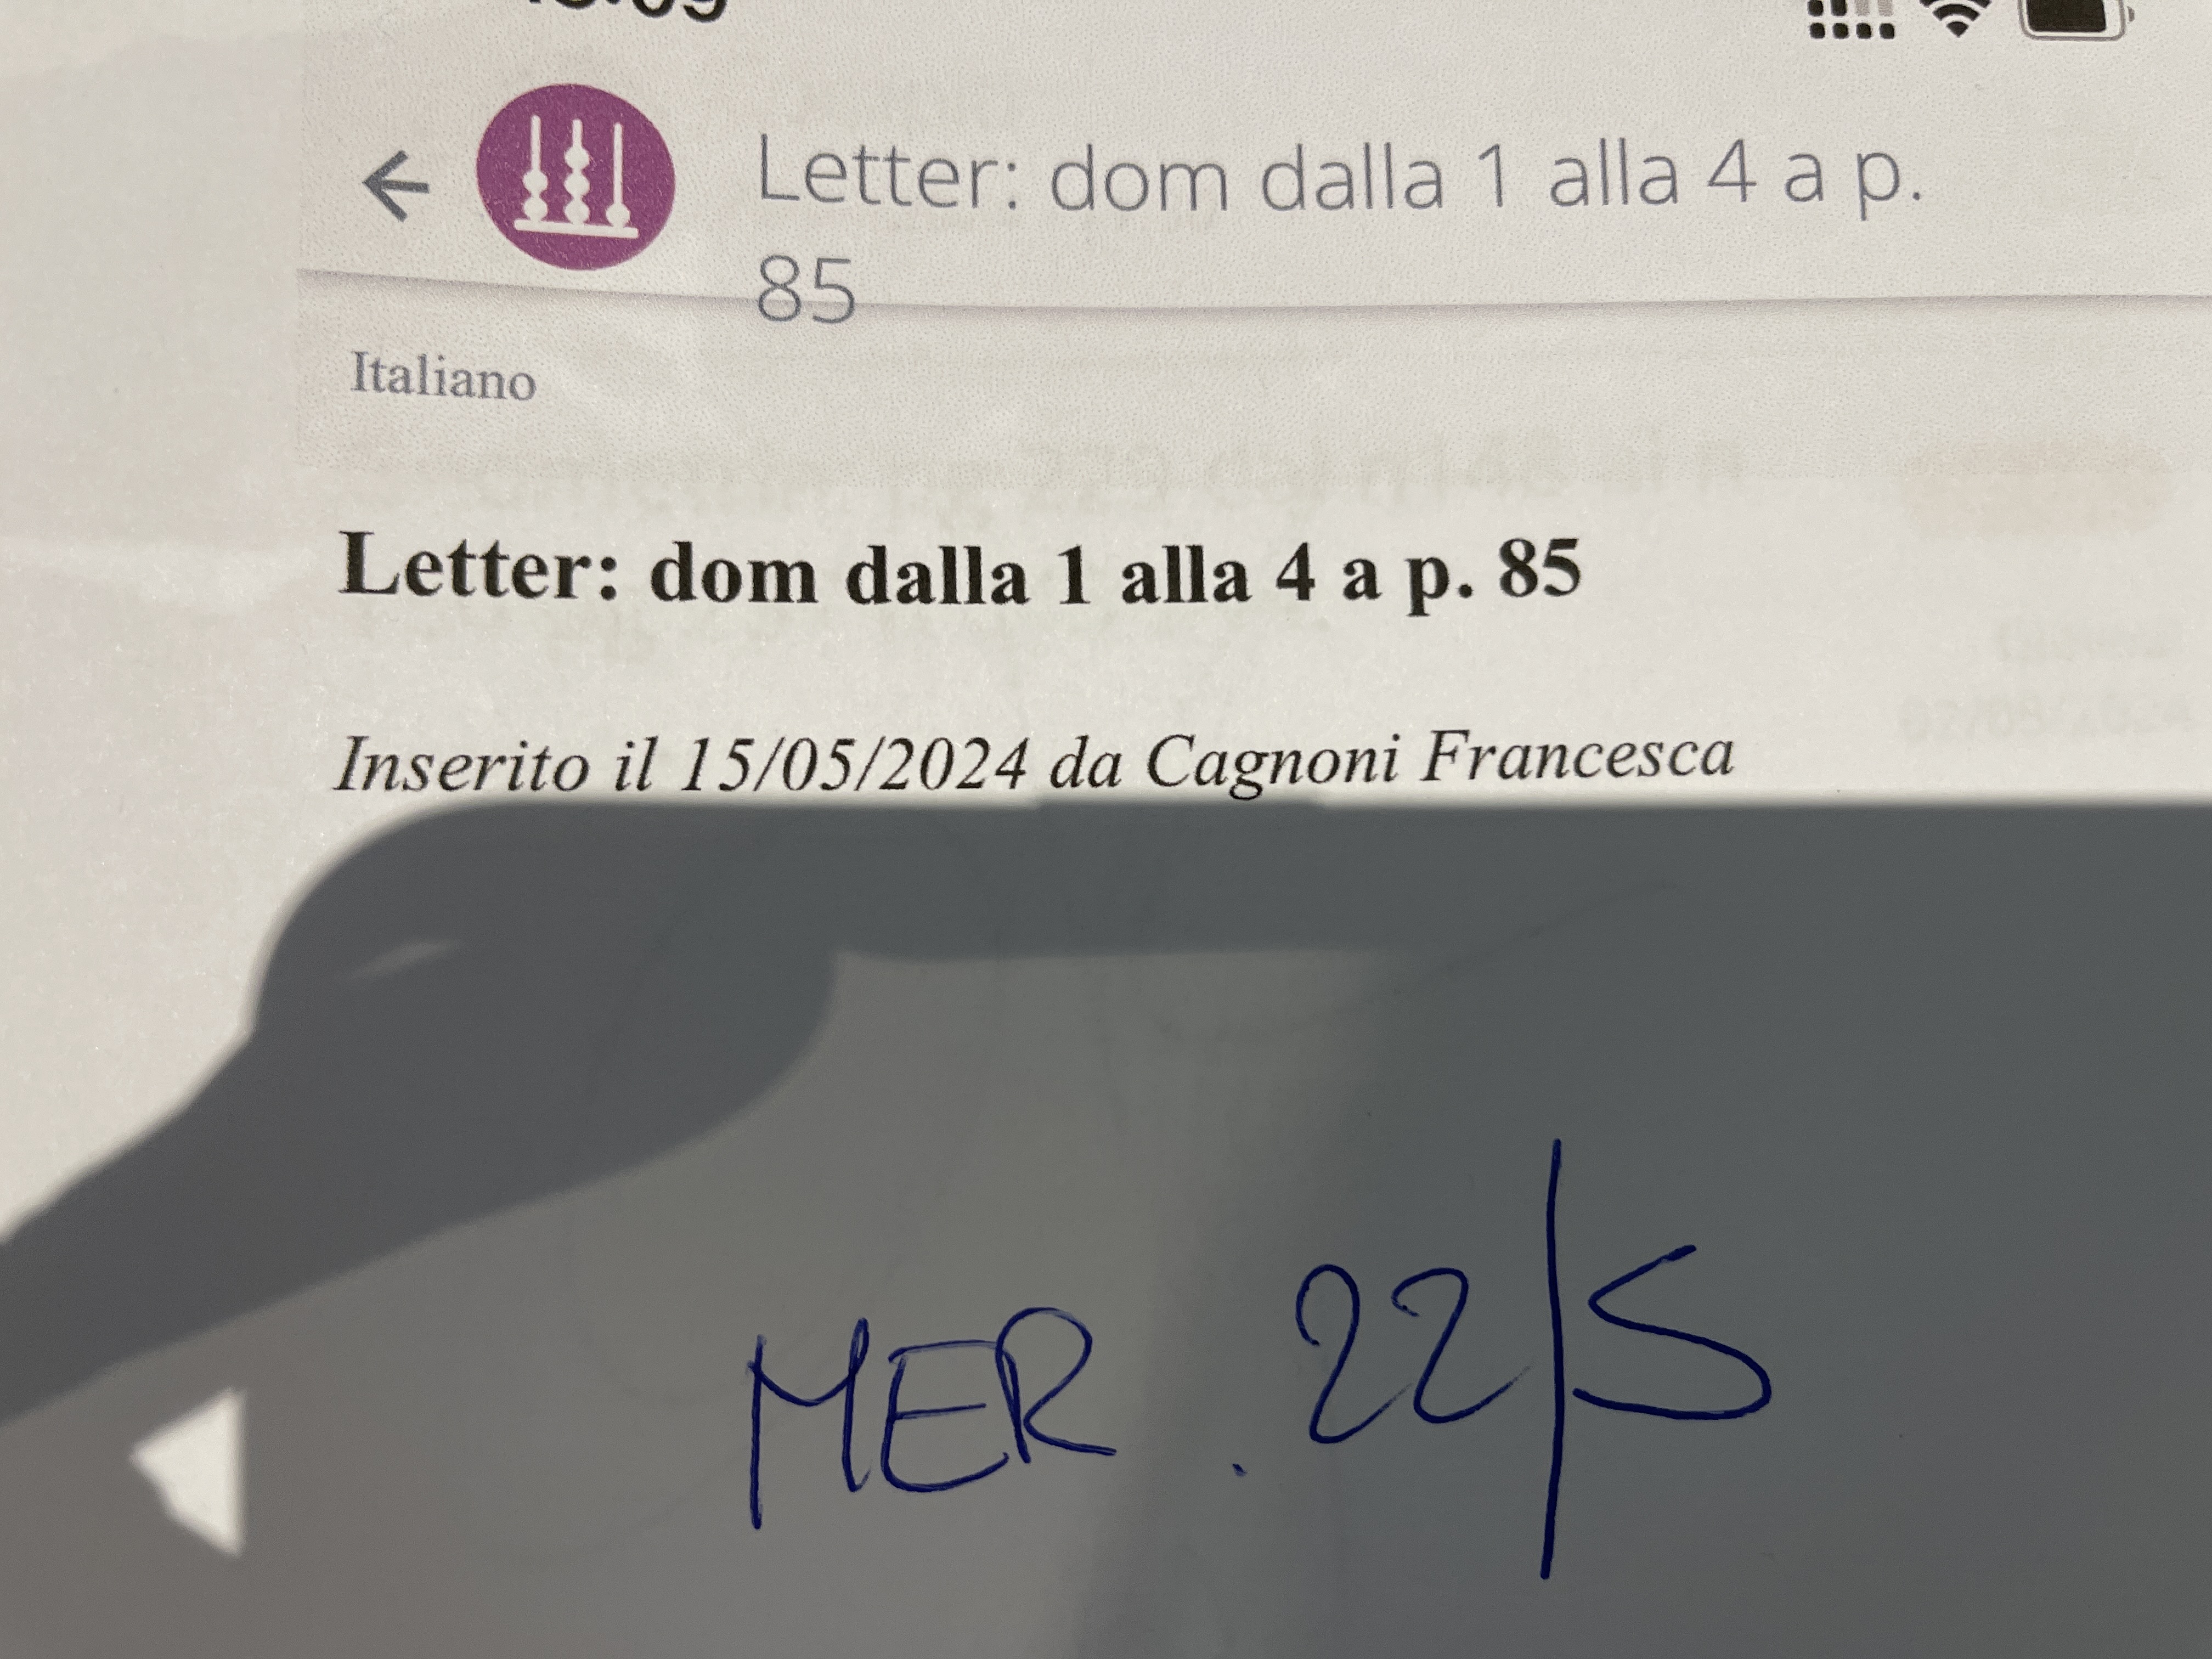 Letter: dom dalla 1 alla 4 a p.
85
Italiano
Letter: dom dalla 1 alla 4 a p. 85
Inserito il 15/05/2024 da Cagnoni Francesca
MER. 22/5